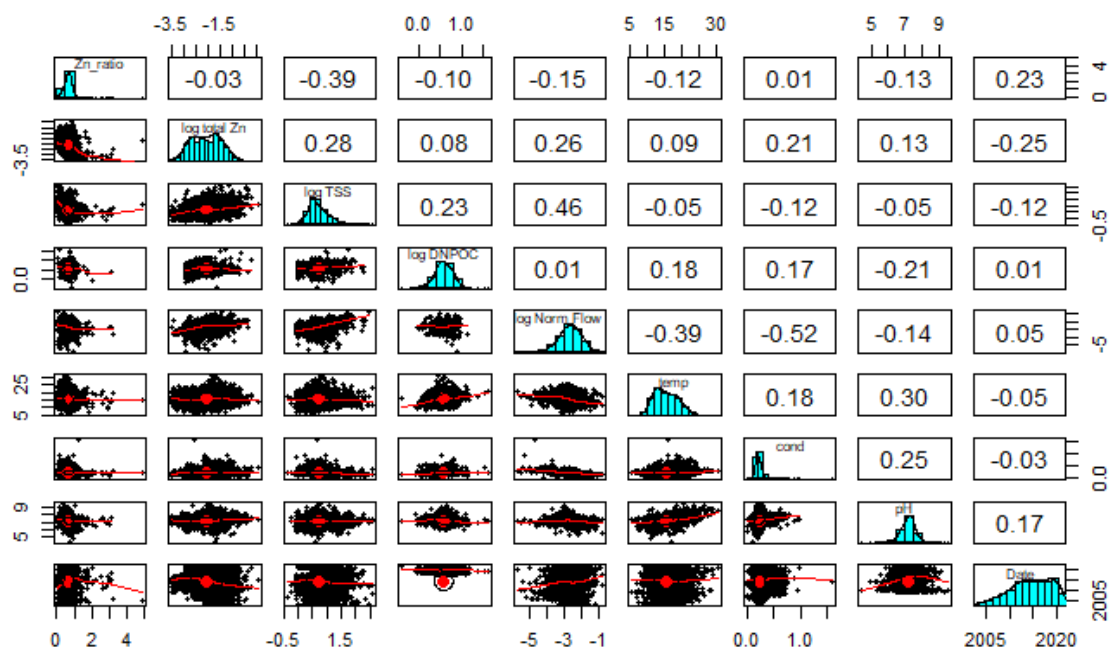 -3.5 -1.5 0.0 1.0 5 15 30 5 7 9
Zn_ratio -0.03 -0.39 -0.10 -0.15 -0.12 0.01 -0.13 0.23 0 4
-3.5 log total Zn 0.28 0.08 0.26 0.09 0.21 0.13 -0.25
log TSS 0.23 0.46 -0.05 -0.12 -0.05 -0.12 -0.5
0.0 log DNPOC 0.01 0.18 0.17 -0.21 0.01
log Norm_Flow -0.39 -0.52 -0.14 0.05 -5
5 25 temp 0.18 0.30 -0.05
cond 0.25 -0.03 0.0
5 9 pH 0.17
Date 2005
0 2 4 -0.5 1.5 -5 -3 -1 0.0 1.0 2005 2020